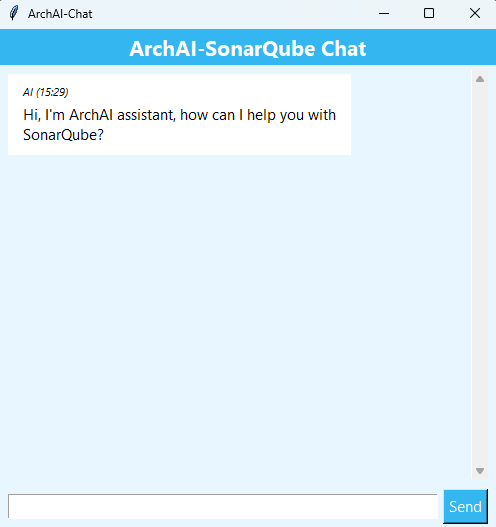 ArchAI-Chat
ArchAI-SonarQube Chat
AI (15:29)
Hi, I'm ArchAI assistant, how can I help you with
SonarQube?
Send